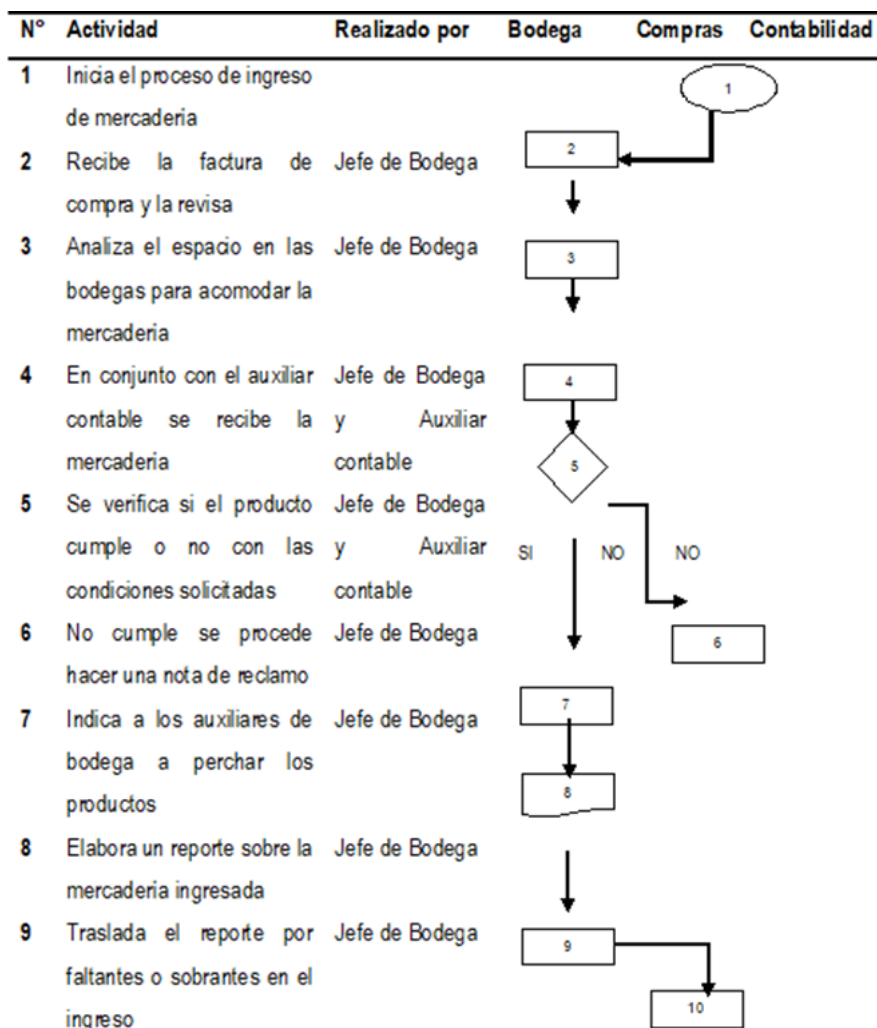 N° Actividad Realizado por Bodega Compras Contabilidad
1 Inicia el proceso de ingreso
de mercadería
1
2 Recibe la factura de Jefe de Bodega
compra y la revisa
2
3 Analiza el espacio en las Jefe de Bodega
bodegas para acomodar la
mercadería
3
4 En conjunto con el auxiliar Jefe de Bodega
contable se recibe la y Auxiliar
mercadería contable
4
5
5 Se verifica si el producto Jefe de Bodega
cumple o no con las y Auxiliar
condiciones solicitadas contable
SI NO NO
6 No cumple se procede Jefe de Bodega
hacer una nota de reclamo
6
7 Indica a los auxiliares de Jefe de Bodega
bodega a perchar los
productos
7
8
8 Elabora un reporte sobre la Jefe de Bodega
mercadería ingresada
9 Traslada el reporte por Jefe de Bodega
faltantes o sobrantes en el
ingreso
9
10